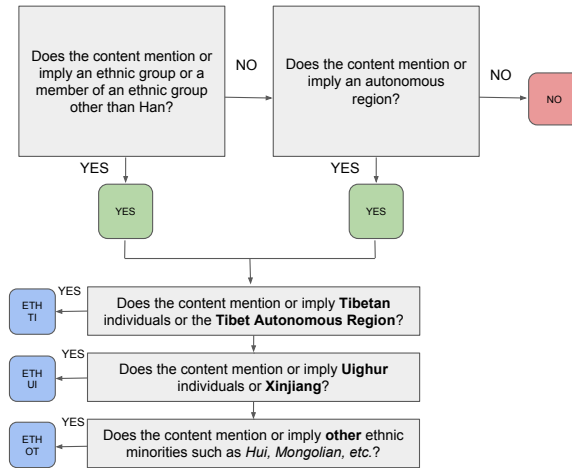 Does the content mention or
imply an ethnic group or a
member of an ethnic group
other than Han?
NO
Does the content mention or
imply an autonomous
region?
NO
NO
YES
YES
YES
YES
YES
ETH
TI
Does the content mention or imply Tibetan
individuals or the Tibet Autonomous Region?
YES
ETH
UI
Does the content mention or imply Uighur
individuals or Xinjiang?
YES
ETH
OT
Does the content mention or imply other ethnic
minorities such as Hui, Mongolian, etc.?